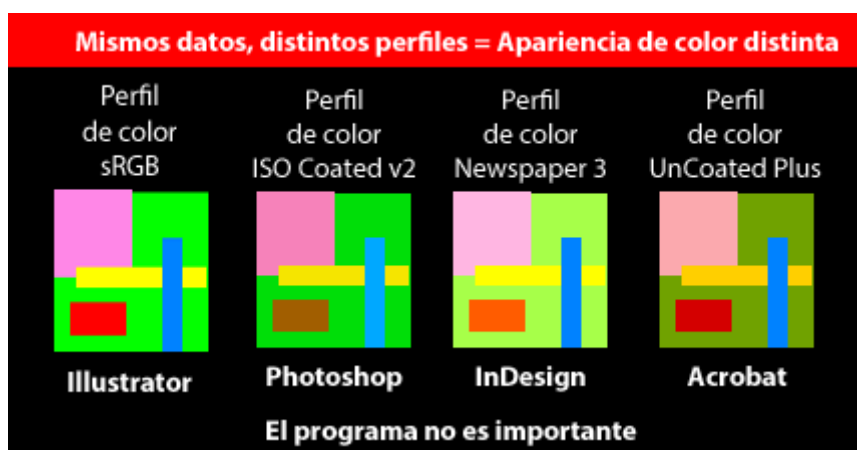 Mismos datos, distintos perfiles = Apariencia de color distinta
Perfil
de color
sRGB
Perfil
de color
ISO Coated v2
Perfil
de color
Newspaper 3
Perfil
de color
UnCoated Plus
Illustrator
Photoshop
InDesign
Acrobat
El programa no es importante